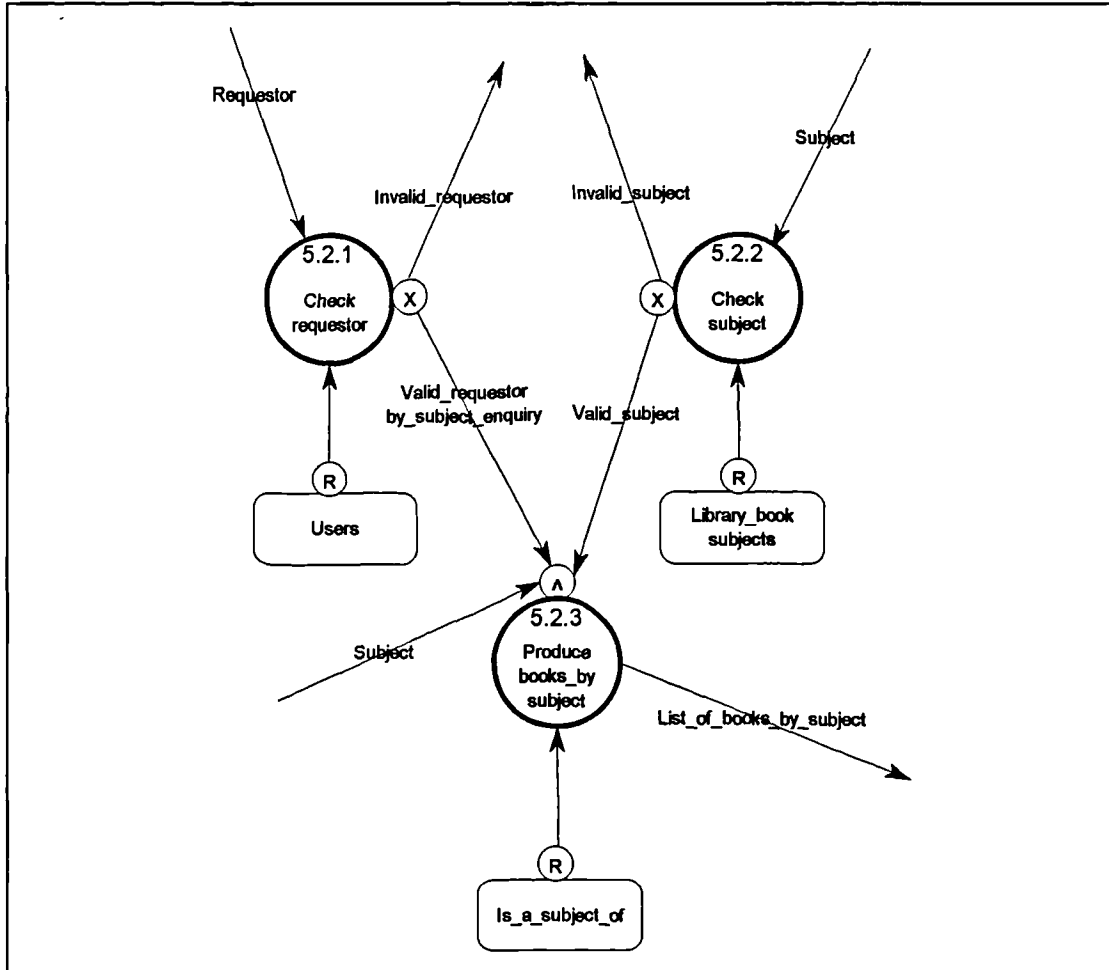 Requestor
Subject
Invalid_requestor
Invalid_subject
5.2.1
Check
requestor
X
X
5.2.2
Check
subject
Valid_requestor
by_subject_enquiry
Valid_subject
R
Users
R
Library_book
subjects
Subject
^
5.2.3
Produce
books_by
subject
List_of_books_by_subject
R
Is_a_subject_of